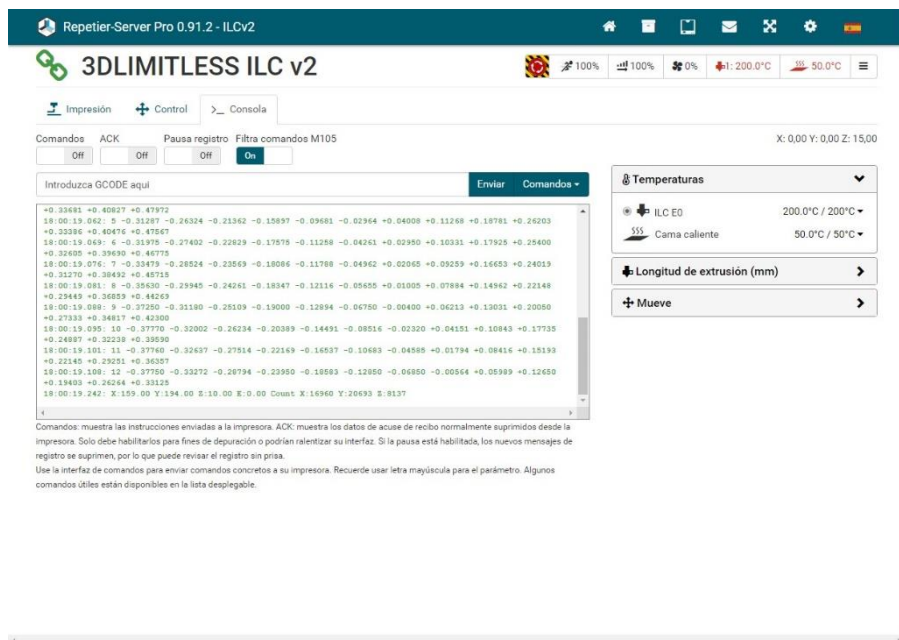 Repetier-Server Pro 0.91.2 - ILCv2
3DLIMITLESS ILC v2
100% 100% 0% 1: 200.0°C 50.0°C
Impresión Control >_ Consola
Comandos ACK Pausa registro Filtra comandos M105
Off Off Off On
X: 0,00 Y: 0,00 Z: 15,00
Introduzca GCODE aqui Enviar Comandos
+0.33681 +0.40827 +0.47972
18:00:19.062: 5 -0.31287 -0.26324 -0.21362 -0.15897 -0.09681 -0.02964 +0.04008 +0.11268 +0.18781 +0.26203
+0.33386 +0.40476 +0.47567
18:00:19.069: 6 -0.31975 -0.27402 -0.22829 -0.17575 -0.11258 -0.04261 +0.02950 +0.10331 +0.17925 +0.25400
+0.32605 +0.39690 +0.46775
18:00:19.076: 7 -0.33479 -0.28524 -0.23569 -0.18086 -0.11788 -0.04962 +0.02065 +0.09259 +0.16653 +0.24019
+0.31270 +0.38492 +0.45715
18:00:19.081: 8 -0.35630 -0.29945 -0.24261 -0.18347 -0.12116 -0.05655 +0.01005 +0.07884 +0.14962 +0.22148
+0.29449 +0.36859 +0.44269
18:00:19.088: 9 -0.37250 -0.31180 -0.25109 -0.19000 -0.12894 -0.06750 -0.00400 +0.06213 +0.13031 +0.20050
+0.27333 +0.34817 +0.42300
18:00:19.095: 10 -0.37770 -0.32002 -0.26234 -0.20389 -0.14491 -0.08516 -0.02320 +0.04151 +0.10843 +0.17735
+0.24887 +0.32238 +0.39590
18:00:19.101: 11 -0.37760 -0.32637 -0.27514 -0.22169 -0.16537 -0.10683 -0.04585 +0.01794 +0.08416 +0.15193
+0.22145 +0.29251 +0.36357
18:00:19.108: 12 -0.37750 -0.33272 -0.28794 -0.23950 -0.18583 -0.12850 -0.06850 -0.00564 +0.05989 +0.12650
+0.19403 +0.26264 +0.33125
18:00:19.242: X:159.00 Y:194.00 Z:10.00 E:0.00 Count X:16960 Y:20693 Z:8137
Comandos: muestra las instrucciones enviadas a la impresora. ACK: muestra los datos de acuse de recibo normalmente suprimidos desde la
impresora. Solo debe habilitarlos para fines de depuración o podrían ralentizar su interfaz. Si la pausa está habilitada, los nuevos mensajes de
registro se suprimen, por lo que puede revisar el registro sin prisa.
Use la interfaz de comandos para enviar comandos concretos a su impresora. Recuerde usar letra mayúscula para el parámetro. Algunos
comandos útiles están disponibles en la lista desplegable.
Temperaturas
ILC E0 200.0°C / 200°C
Cama caliente 50.0°C / 50°C
Longitud de extrusión (mm)
Mueve